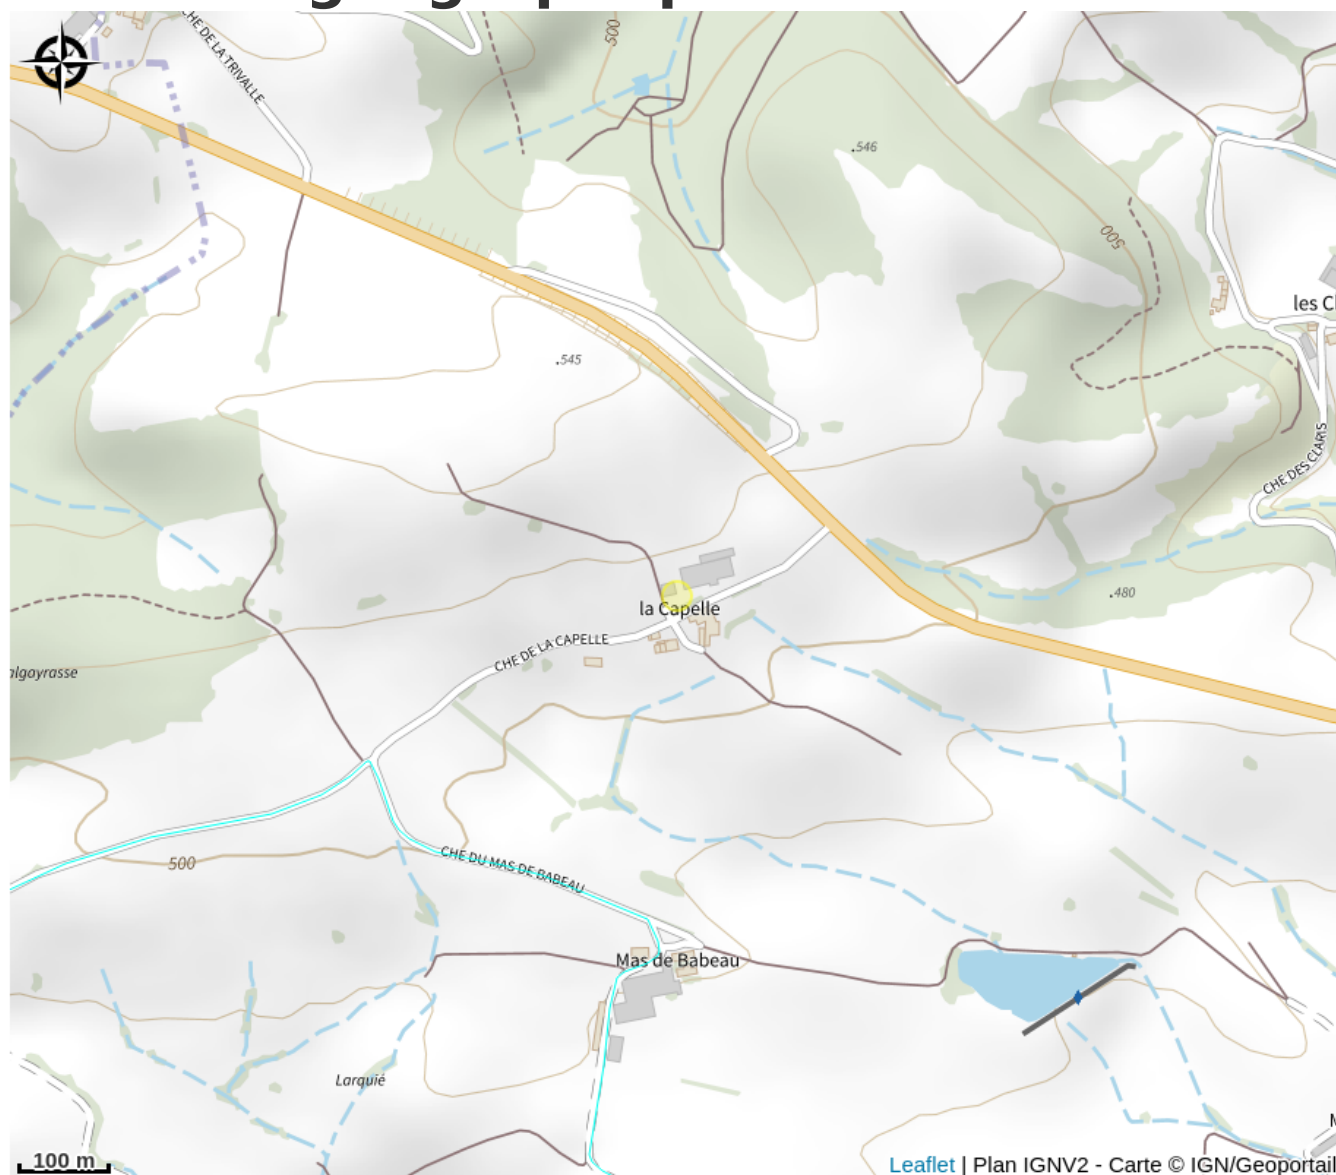 500
CHE DE LA TRIVALLE
.546
500
les Cl
.545
CHE DES CLARIS
.480
la Capelle
CHE DE LA CAPELLE
algayrasse
500
CHE DU MAS DE BABEAU
Mas de Babeau
Larquié
100 m
Leaflet | Plan IGNV2 - Carte © IGN/Geoportail